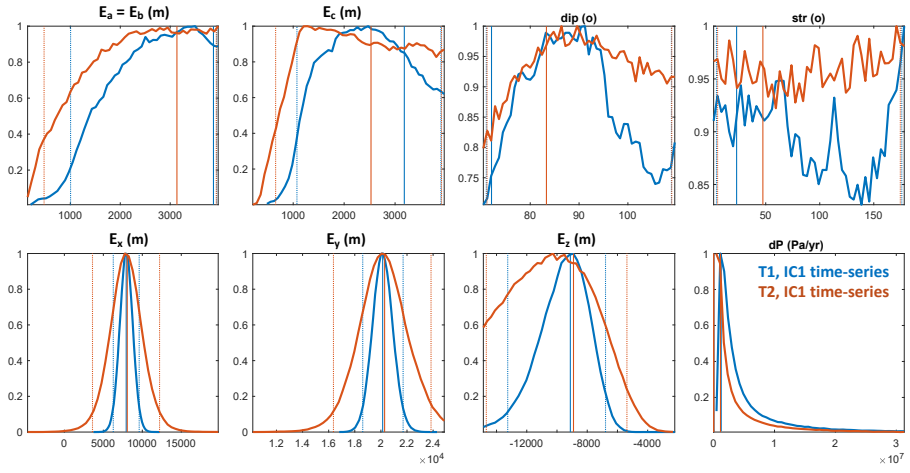 E_a = E_b (m)
E_c (m)
dip (o)
str (o)
1
0.8
0.6
0.4
0.2
1000 2000 3000
1
0.8
0.6
0.4
0.2
1000 2000 3000
1
0.95
0.9
0.85
0.8
0.75
80 90 100
1
0.95
0.9
0.85
50 100 150
E_x (m)
E_y (m)
E_z (m)
dP (Pa/yr)
1
0.8
0.6
0.4
0.2
0
0 5000 10000 15000
1
0.8
0.6
0.4
0.2
0
1.2 1.4 1.6 1.8 2 2.2 2.4
× 10^4
1
0.8
0.6
0.4
0.2
0
-12000 -8000 -4000
1
0.8
0.6
0.4
0.2
0
T1, IC1 time-series
T2, IC1 time-series
0 1 2 3
× 10^7